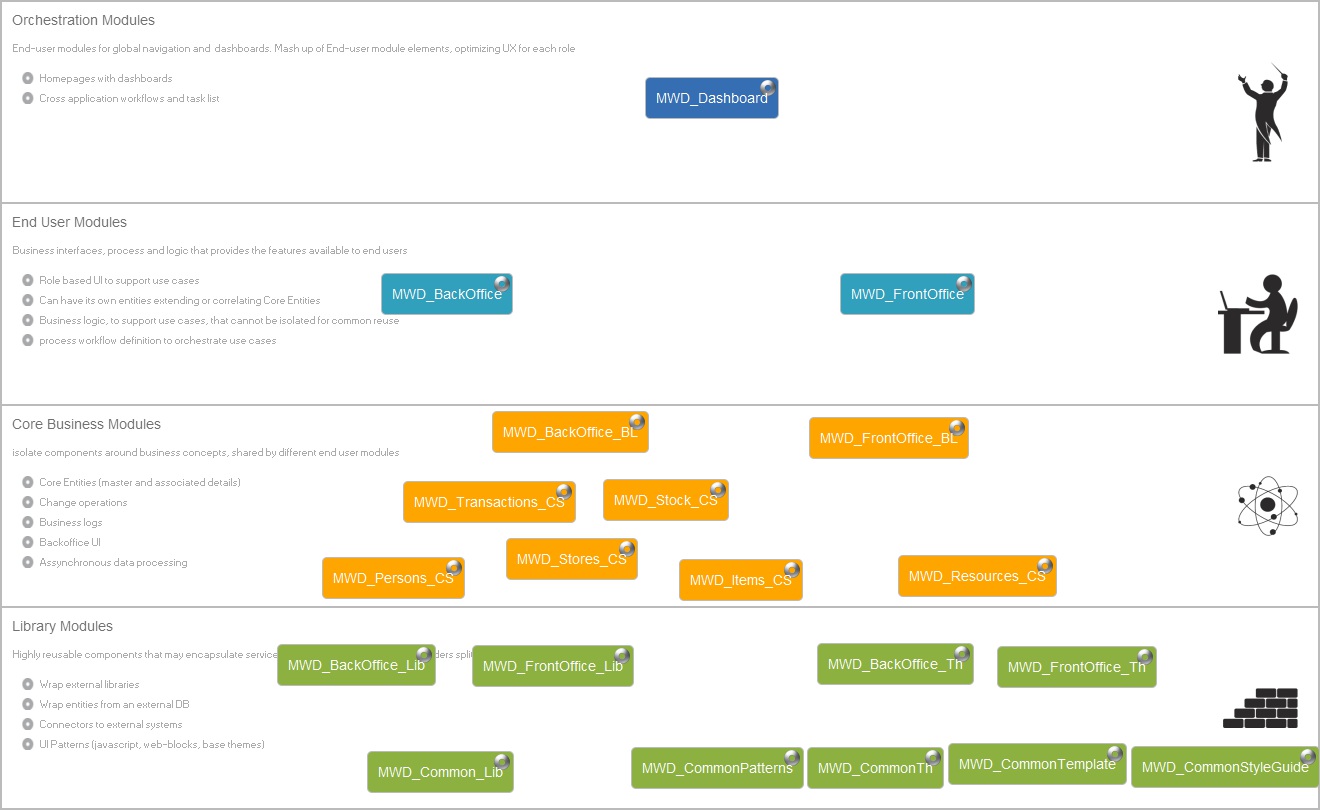 Orchestration Modules
End-user modules for global navigation and dashboards. Mash up of End-user module elements, optimizing UX for each role
Homepages with dashboards
Cross application workflows and task list
MWD_Dashboard
End User Modules
Business interfaces, process and logic that provides the features available to end users
Role based UI to support use cases
Can have its own entities extending or correlating Core Entities
Business logic, to support use cases, that cannot be isolated for common reuse
process workflow definition to orchestrate use cases
MWD_BackOffice
MWD_FrontOffice
Core Business Modules
isolate components around business concepts, shared by different end user modules
Core Entities (master and associated details)
Change operations
Business logs
Backoffice UI
Assynchronous data processing
MWD_BackOffice_BL
MWD_FrontOffice_BL
MWD_Transactions_CS
MWD_Stock_CS
MWD_Stores_CS
MWD_Persons_CS
MWD_Items_CS
MWD_Resources_CS
Library Modules
Highly reusable components that may encapsulate service
Wrap external libraries
Wrap entities from an external DB
Connectors to external systems
UI Patterns (javascript, web-blocks, base themes)
MWD_BackOffice_Lib
MWD_FrontOffice_Lib
MWD_BackOffice_Th
MWD_FrontOffice_Th
MWD_Common_Lib
MWD_CommonPatterns
MWD_CommonTh
MWD_CommonTemplate
MWD_CommonStyleGuide